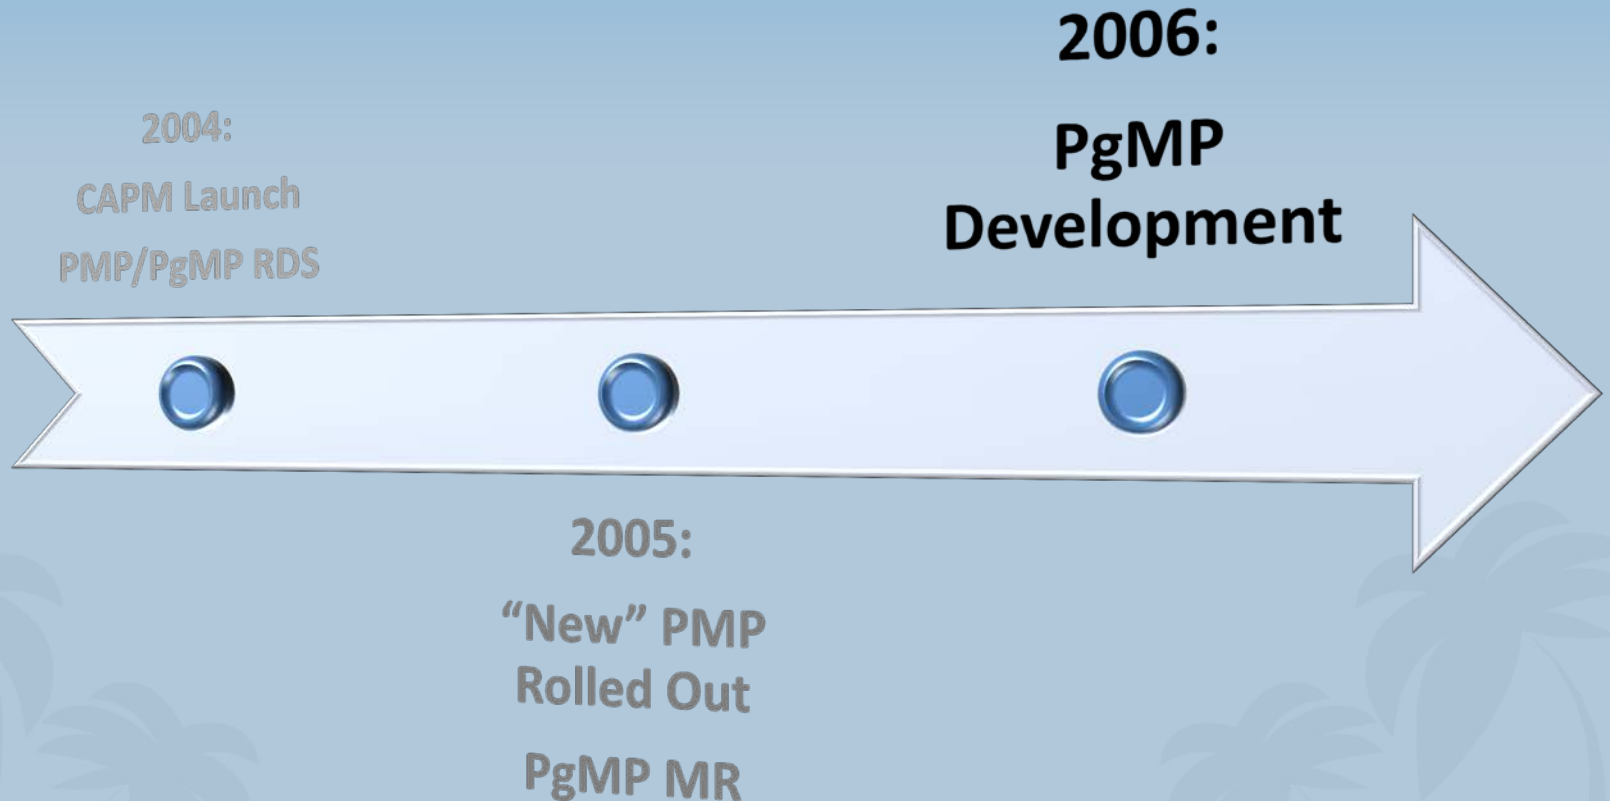 2004:
CAPM Launch
PMP/PgMP RDS
2005:
“New” PMP
Rolled Out
PgMP MR
2006:
PgMP
Development